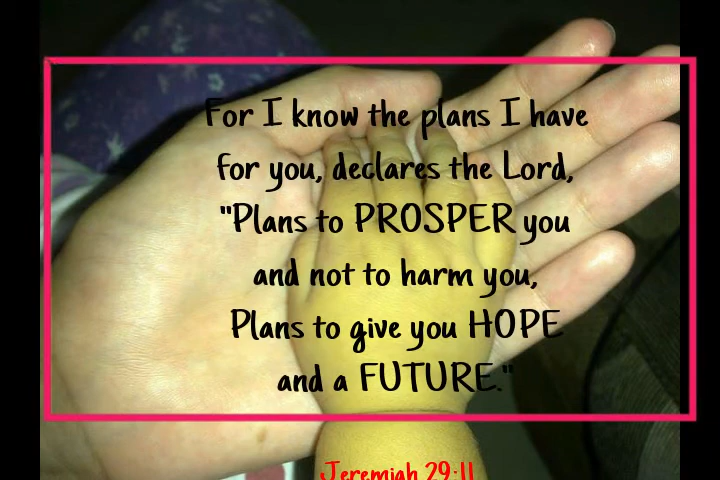 For I know the plans I have
for you, declares the Lord,
"Plans to PROSPER you
and not to harm you,
Plans to give you HOPE
and a FUTURE."
Jeremiah 29:11